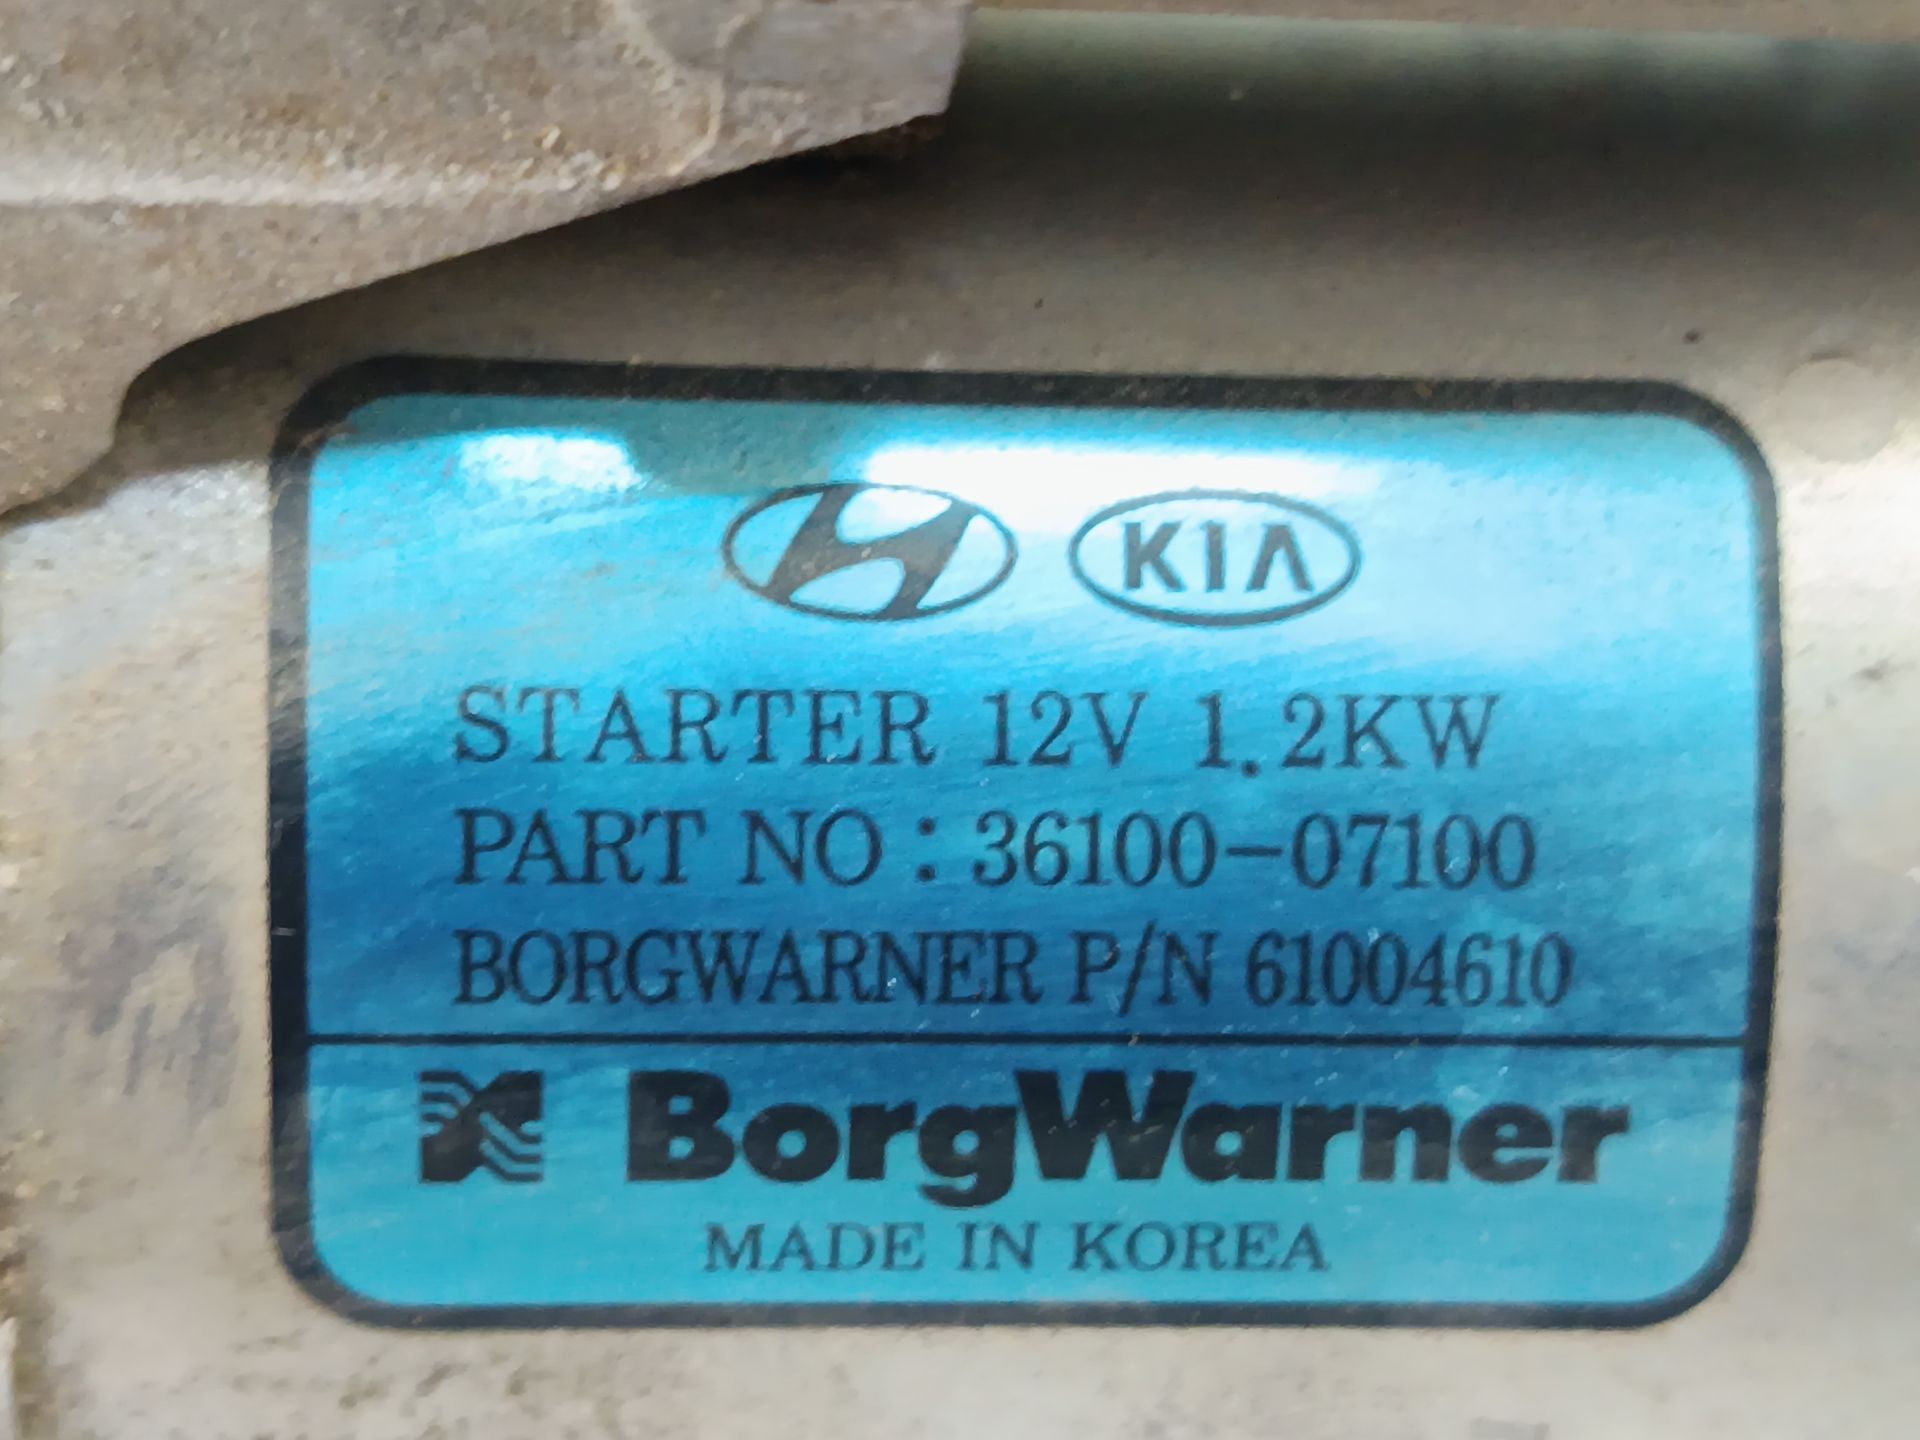 KIA
STARTER 12V 1.2KW
PART NO : 36100-07100
BORGWARNER P/N 61004610
BorgWarner
MADE IN KOREA